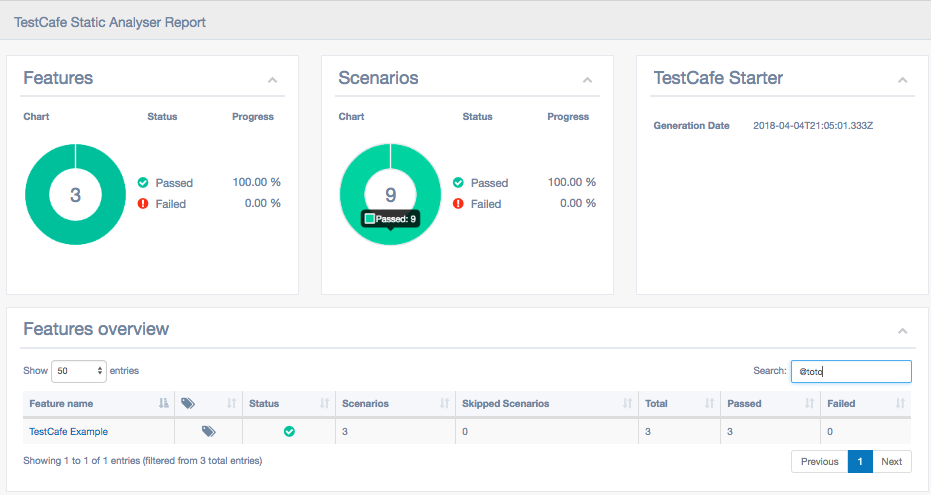 TestCafe Static Analyser Report
Features
Chart Status Progress
3
Passed 100.00 %
Failed 0.00 %
Scenarios
Chart Status Progress
9
Passed 100.00 %
Failed 0.00 %
Passed: 9
TestCafe Starter
Generation Date 2018-04-04T21:05:01.333Z
Features overview
Show 50 entries Search: @toto
Feature name Status Scenarios Skipped Scenarios Total Passed Failed
TestCafe Example 3 0 3 3 0
Showing 1 to 1 of 1 entries (filtered from 3 total entries) Previous 1 Next